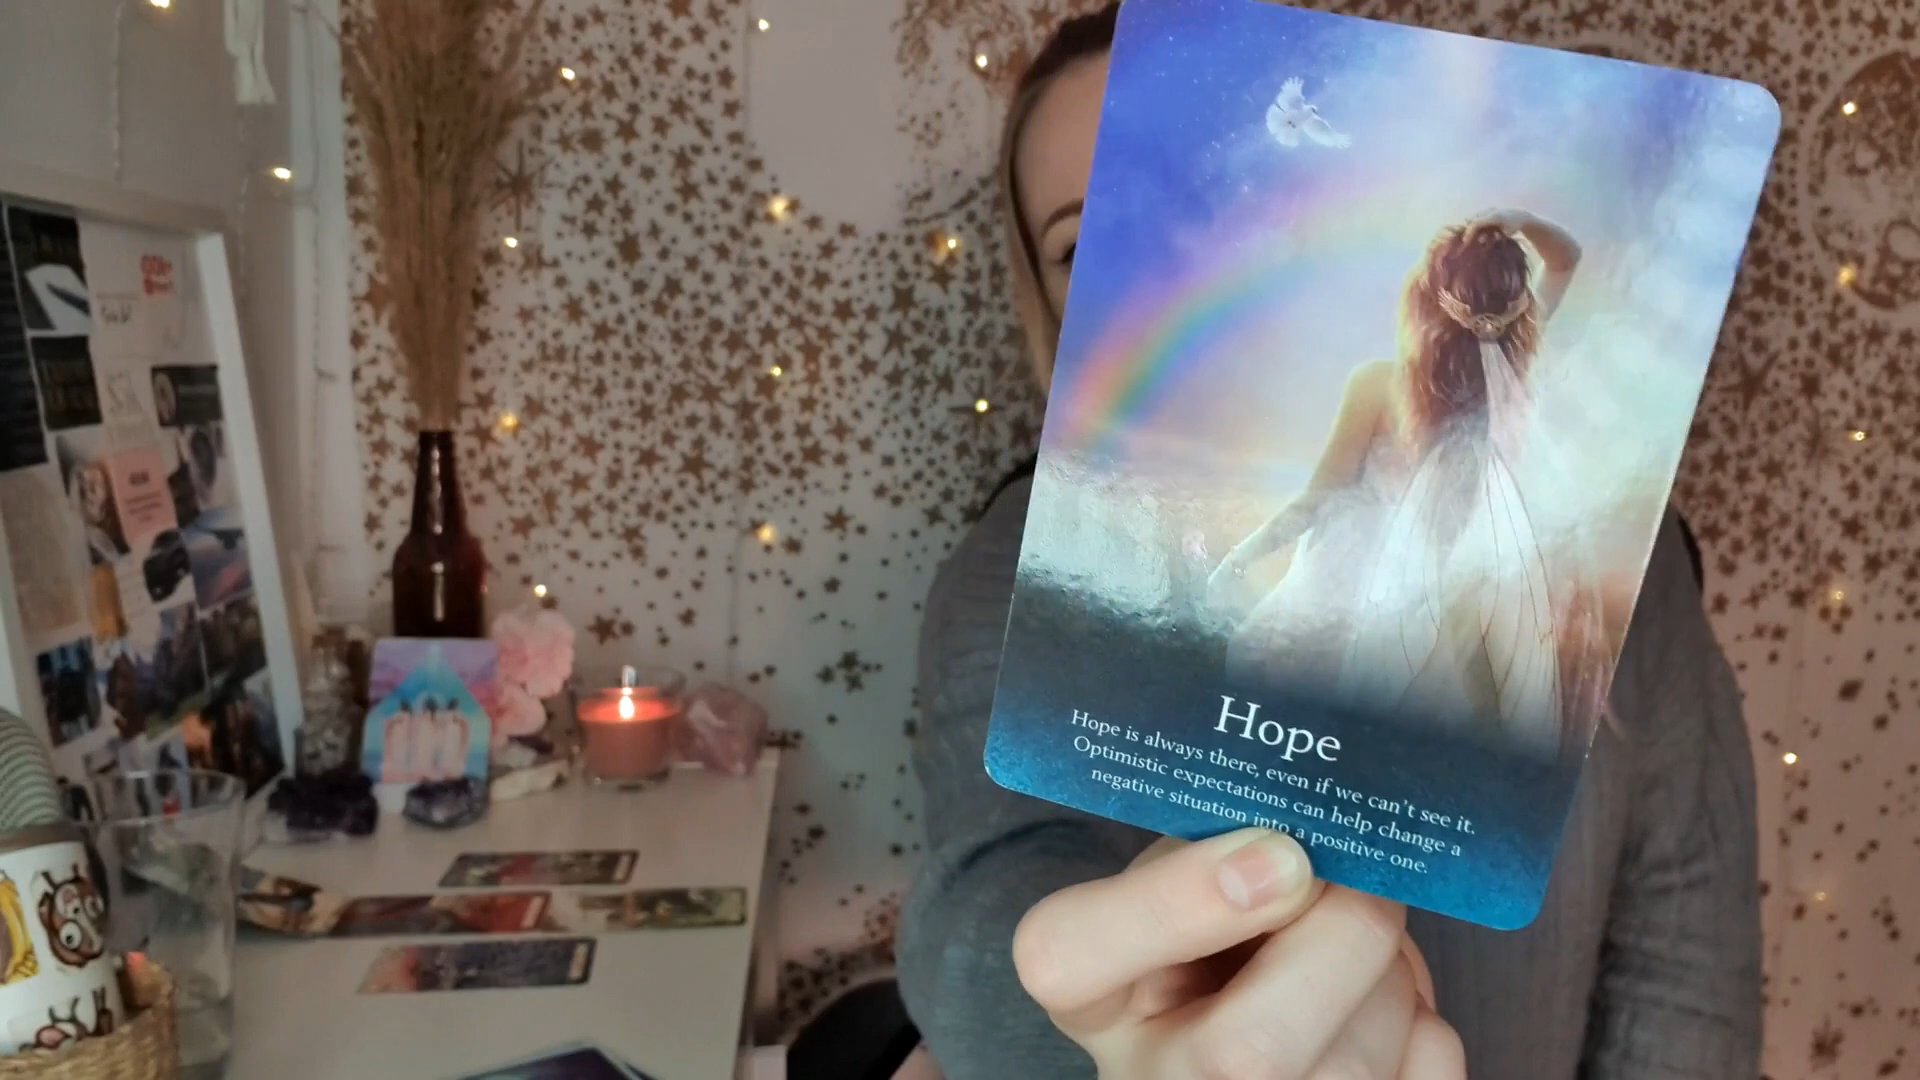 Hope
Hope is always there, even if we can't see it.
Optimistic expectations can help change a
negative situation into a positive one.